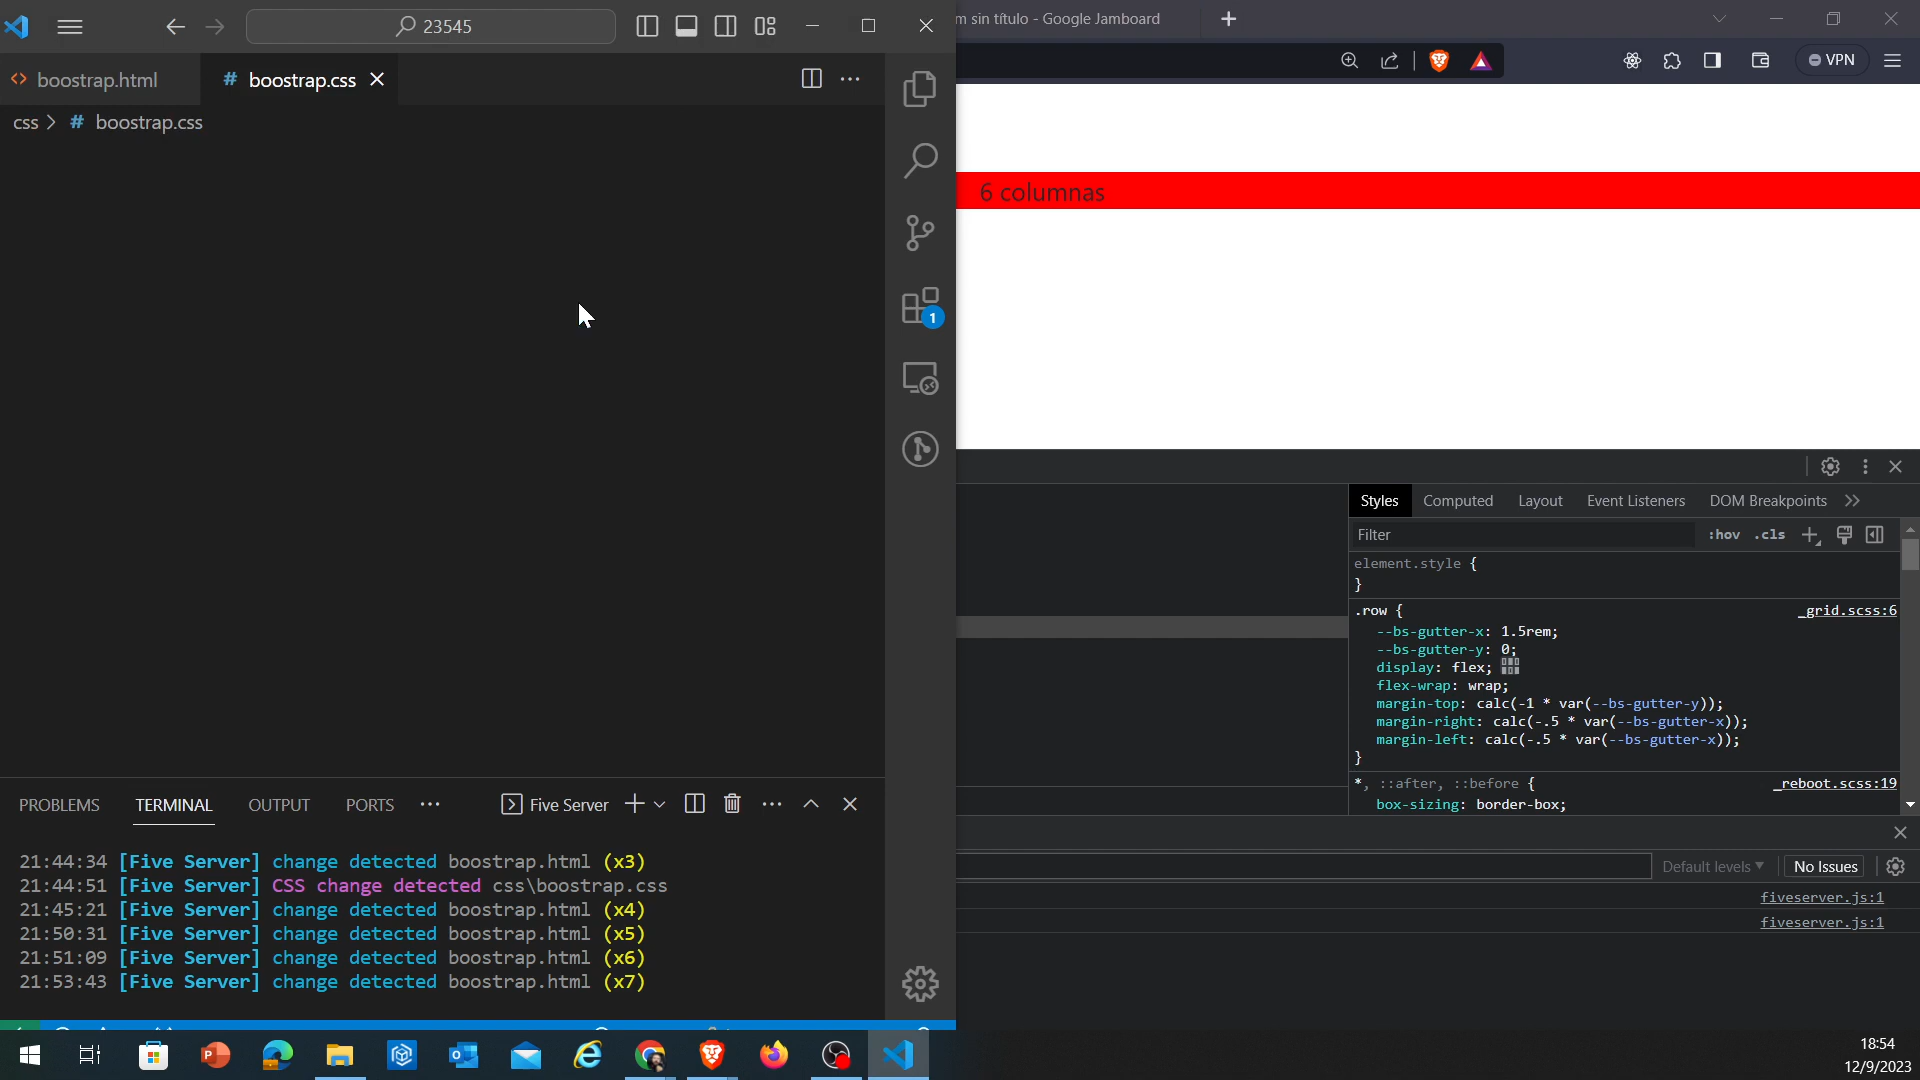 23545
boostrap.html
# boostrap.css
css > # boostrap.css
1
PROBLEMS TERMINAL OUTPUT PORTS
Five Server
21:44:34 [Five Server] change detected boostrap.html (x3)
21:44:51 [Five Server] CSS change detected css\boostrap.css
21:45:21 [Five Server] change detected boostrap.html (x4)
21:50:31 [Five Server] change detected boostrap.html (x5)
21:51:09 [Five Server] change detected boostrap.html (x6)
21:53:43 [Five Server] change detected boostrap.html (x7)
m sin título - Google Jamboard
VPN
6 columnas
Styles Computed Layout Event Listeners DOM Breakpoints
Filter :hov .cls
element.style {
}
.row { _grid.scss:6
--bs-gutter-x: 1.5rem;
--bs-gutter-y: 0;
display: flex;
flex-wrap: wrap;
margin-top: calc(-1 * var(--bs-gutter-y));
margin-right: calc(-.5 * var(--bs-gutter-x));
margin-left: calc(-.5 * var(--bs-gutter-x));
}
*, ::after, ::before { _reboot.scss:19
box-sizing: border-box;
Default levels No Issues
fiveserver.js:1
fiveserver.js:1
18:54
12/9/2023